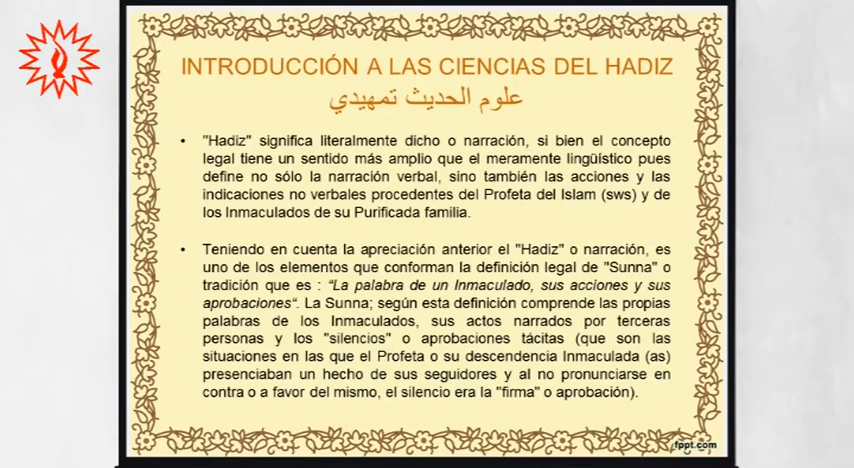 INTRODUCCIÓN A LAS CIENCIAS DEL HADIZ
علوم الحديث تمهيدي
• "Hadiz" significa literalmente dicho o narración, si bien el concepto
legal tiene un sentido más amplio que el meramente lingüístico pues
define no sólo la narración verbal, sino también las acciones y las
indicaciones no verbales procedentes del Profeta del Islam (sws) y de
los Inmaculados de su Purificada familia.
• Teniendo en cuenta la apreciación anterior el "Hadiz" o narración, es
uno de los elementos que conforman la definición legal de "Sunna" o
tradición que es : “La palabra de un Inmaculado, sus acciones y sus
aprobaciones“. La Sunna; según esta definición comprende las propias
palabras de los Inmaculados, sus actos narrados por terceras
personas y los "silencios" o aprobaciones tácitas (que son las
situaciones en las que el Profeta o su descendencia Inmaculada (as)
presenciaban un hecho de sus seguidores y al no pronunciarse en
contra o a favor del mismo, el silencio era la "firma" o aprobación).
fppt.com